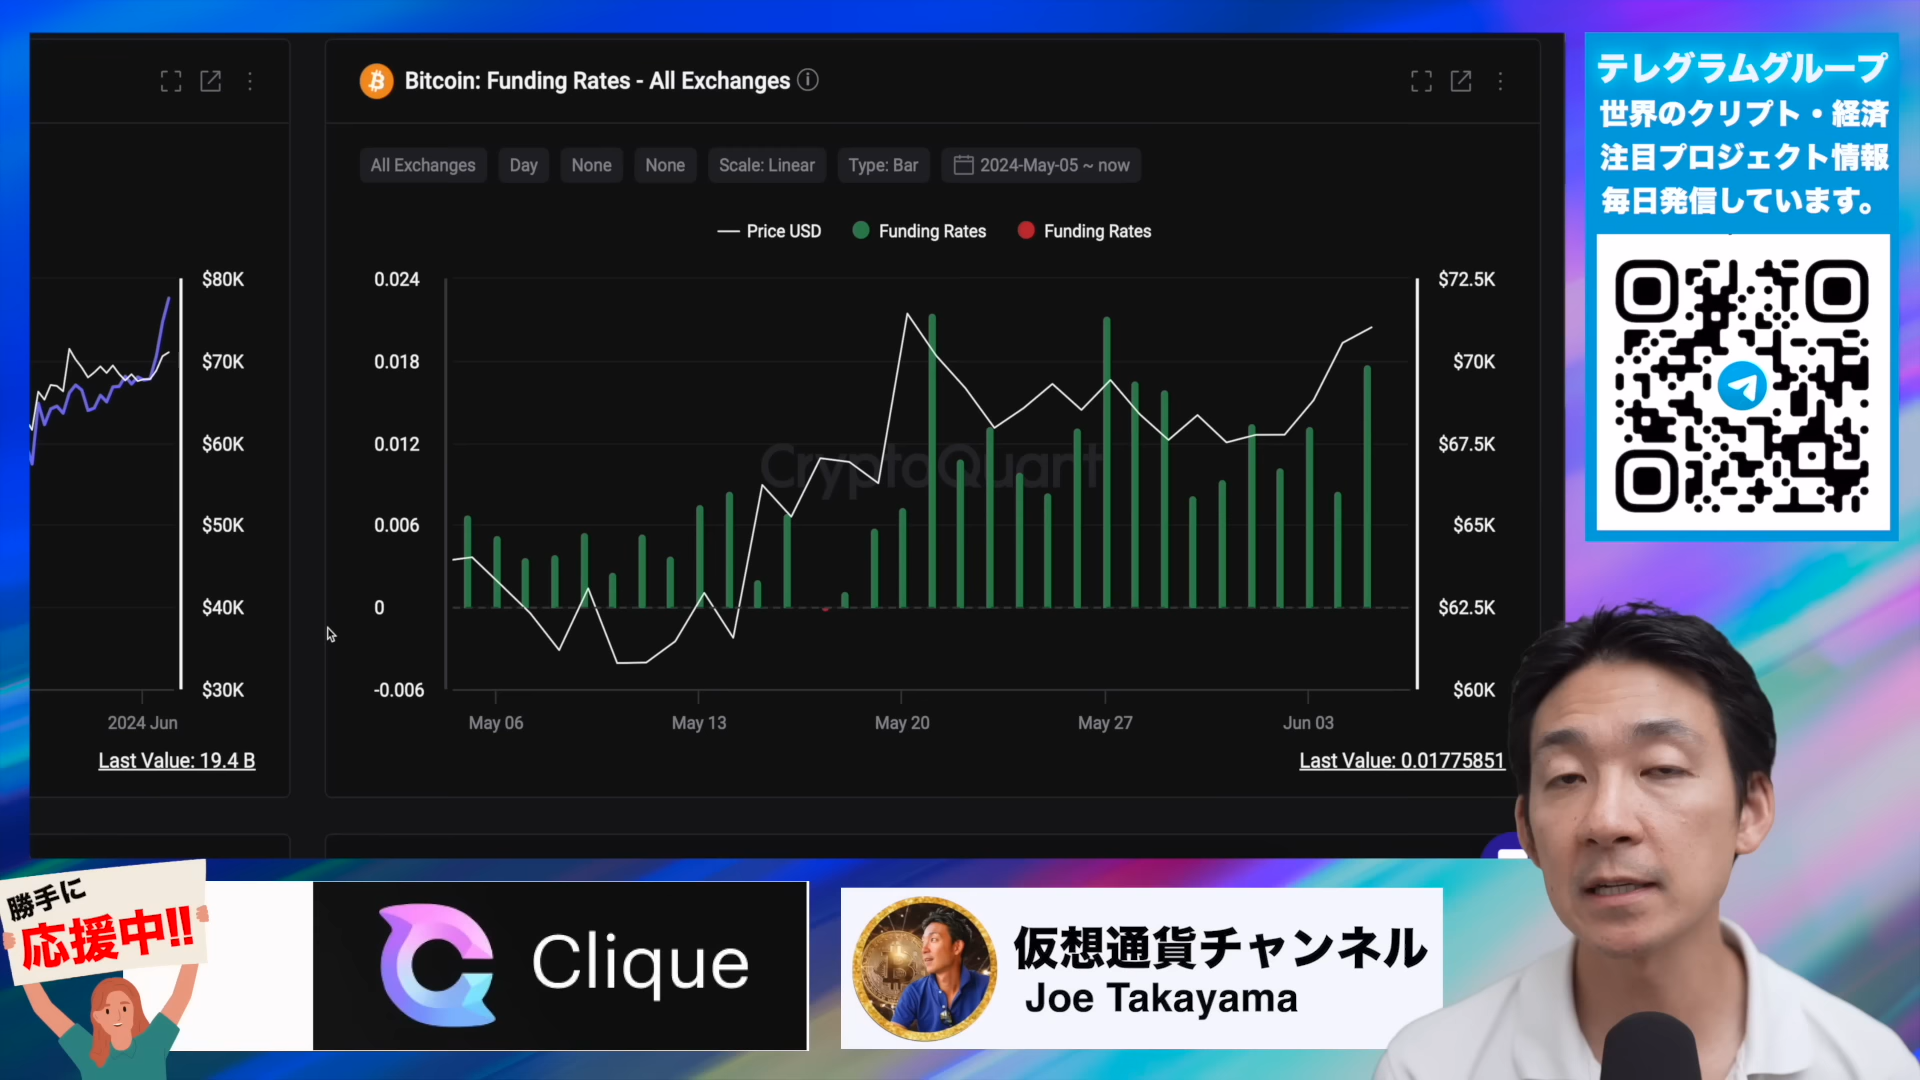 Bitcoin: Funding Rates - All Exchanges
All Exchanges
Day
None
None
Scale: Linear
Type: Bar
2024-May-05 ~ now
Price USD
Funding Rates
Funding Rates
$80K
$70K
$60K
$50K
$40K
$30K
2024 Jun
Last Value: 19.4 B
0.024
0.018
0.012
0.006
0
-0.006
CryptoQuant
$72.5K
$70K
$67.5K
$65K
$62.5K
$60K
May 06
May 13
May 20
May 27
Jun 03
Last Value: 0.01775851
テレグラムグループ
世界のクリプト・経済
注目プロジェクト情報
毎日発信しています。
勝手に
応援中!!
Clique
仮想通貨チャンネル
Joe Takayama